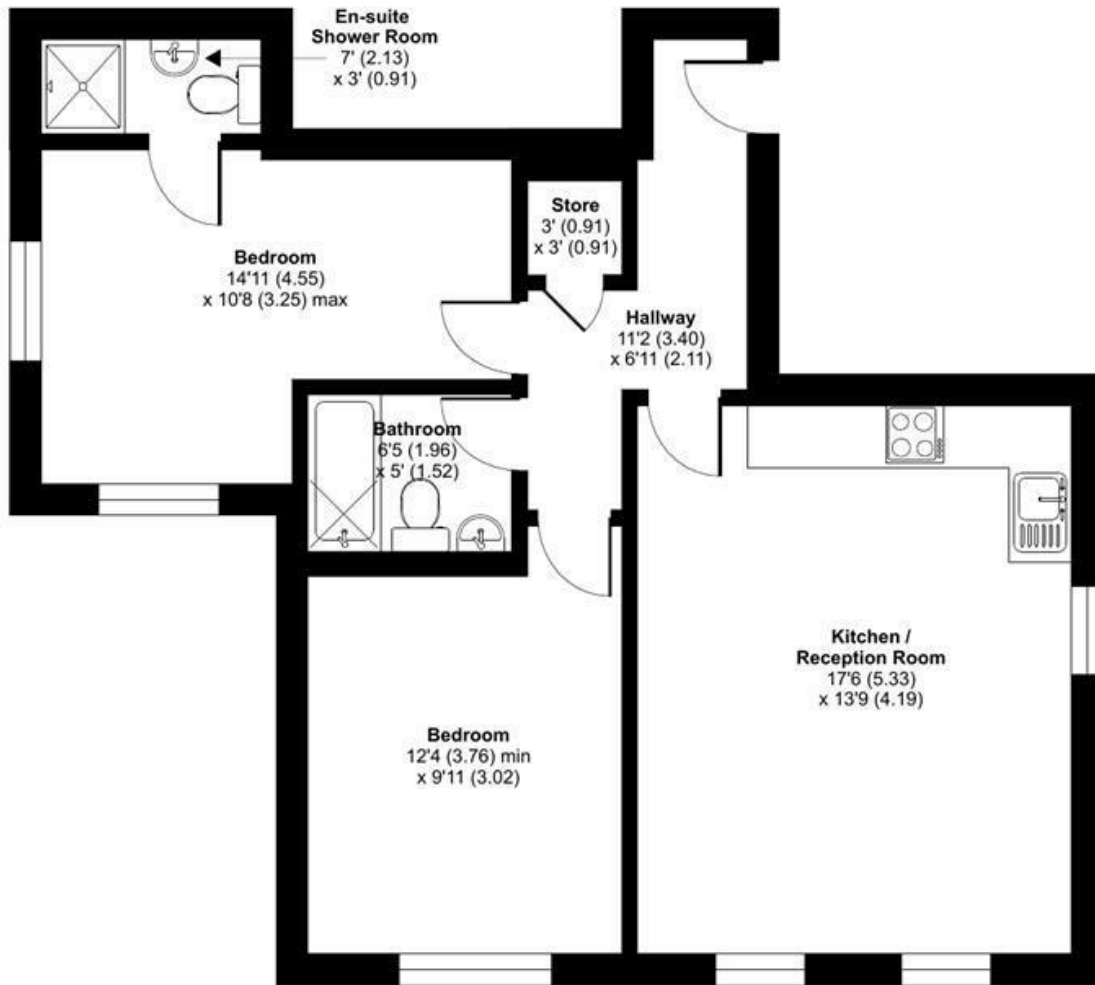 En-suite
Shower Room
7' (2.13)
x 3' (0.91)
Store
3' (0.91)
x 3' (0.91)
Bedroom
14'11 (4.55)
x 10'8 (3.25) max
Hallway
11'2 (3.40)
x 6'11 (2.11)
Bathroom
6'5 (1.96)
x 5' (1.52)
Kitchen /
Reception Room
17'6 (5.33)
x 13'9 (4.19)
Bedroom
12'4 (3.76) min
x 9'11 (3.02)